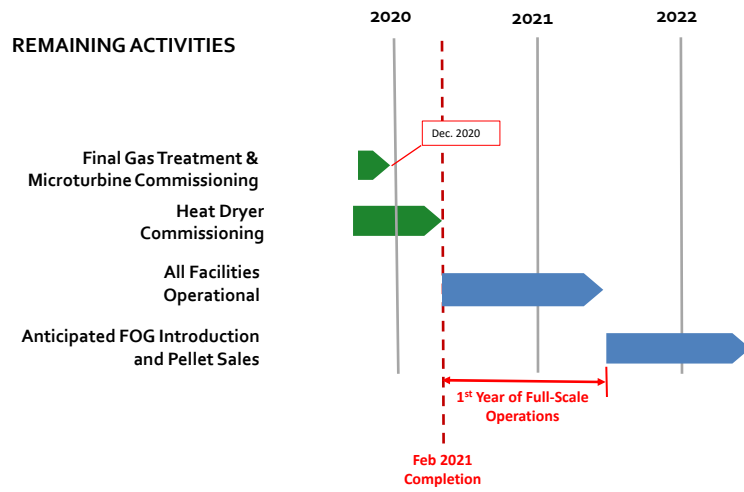 2020 2021 2022
REMAINING ACTIVITIES
Dec. 2020
Final Gas Treatment &
Microturbine Commissioning
Heat Dryer
Commissioning
All Facilities
Operational
Anticipated FOG Introduction
and Pellet Sales
1st Year of Full-Scale
Operations
Feb 2021
Completion